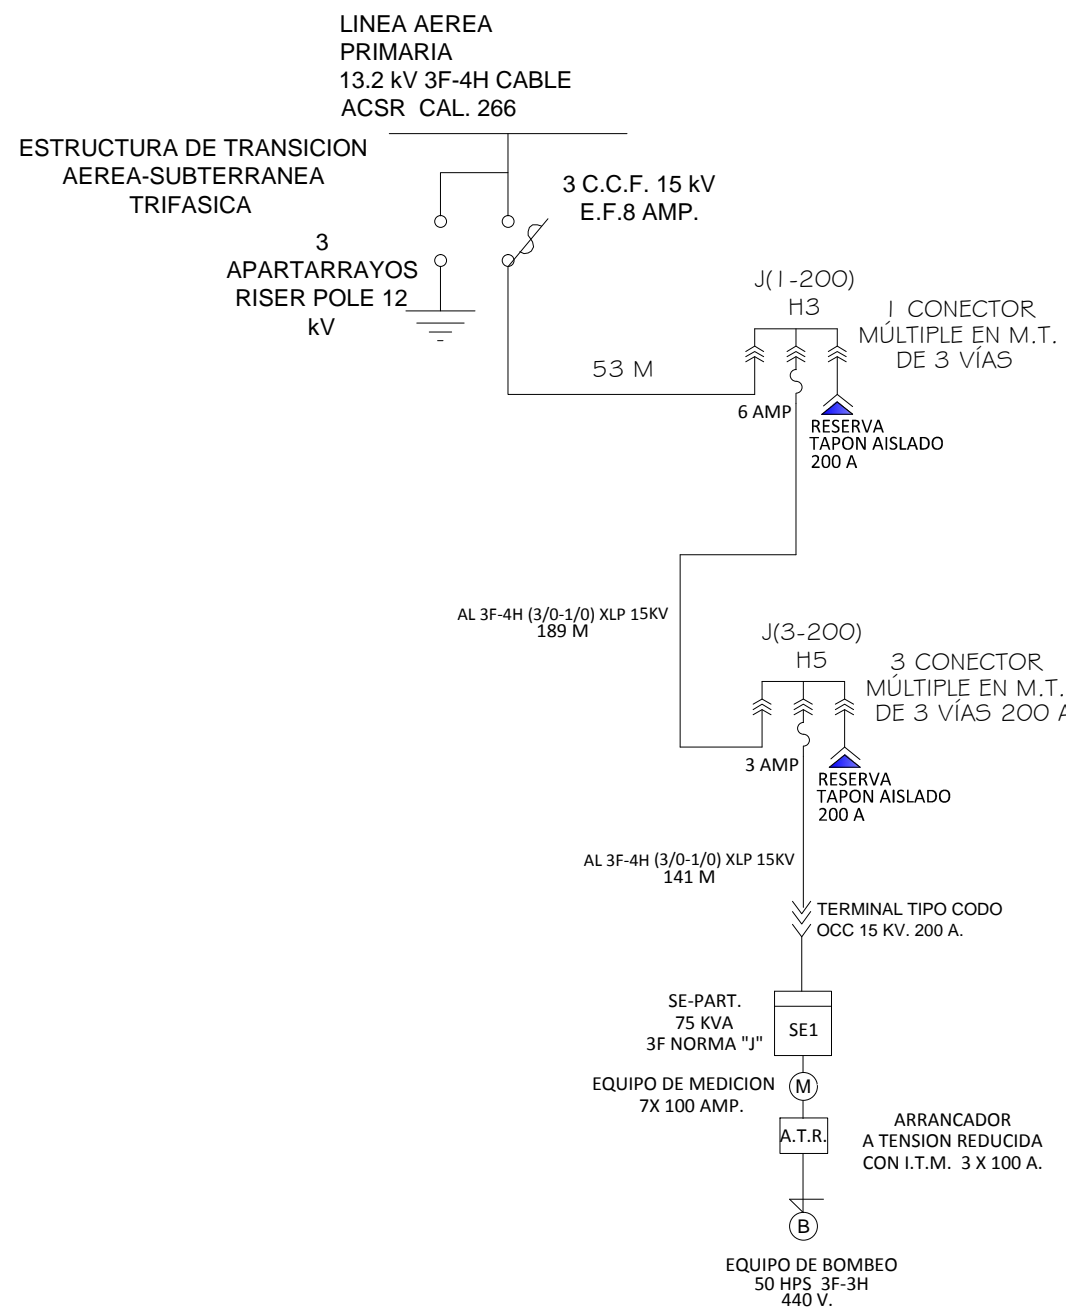 LINEA AEREA
PRIMARIA
13.2 kV 3F-4H CABLE
ACSR CAL. 266
ESTRUCTURA DE TRANSICION
AEREA-SUBTERRANEA
TRIFASICA
3 C.C.F. 15 kV
E.F.8 AMP.
3
APARTARRAYOS
RISER POLE 12
kV
J(1-200)
H3
1 CONECTOR
MÚLTIPLE EN M.T.
DE 3 VÍAS
53 M
6 AMP
RESERVA
TAPON AISLADO
200 A
AL 3F-4H (3/0-1/0) XLP 15KV
189 M
J(3-200)
H5
3 CONECTOR
MÚLTIPLE EN M.T.
DE 3 VÍAS 200 A
3 AMP
RESERVA
TAPON AISLADO
200 A
AL 3F-4H (3/0-1/0) XLP 15KV
141 M
TERMINAL TIPO CODO
OCC 15 KV. 200 A.
SE-PART.
75 KVA
3F NORMA "J"
SE1
EQUIPO DE MEDICION
7X 100 AMP.
M
A.T.R.
ARRANCADOR
A TENSION REDUCIDA
CON I.T.M. 3 X 100 A.
B
EQUIPO DE BOMBEO
50 HPS 3F-3H
440 V.